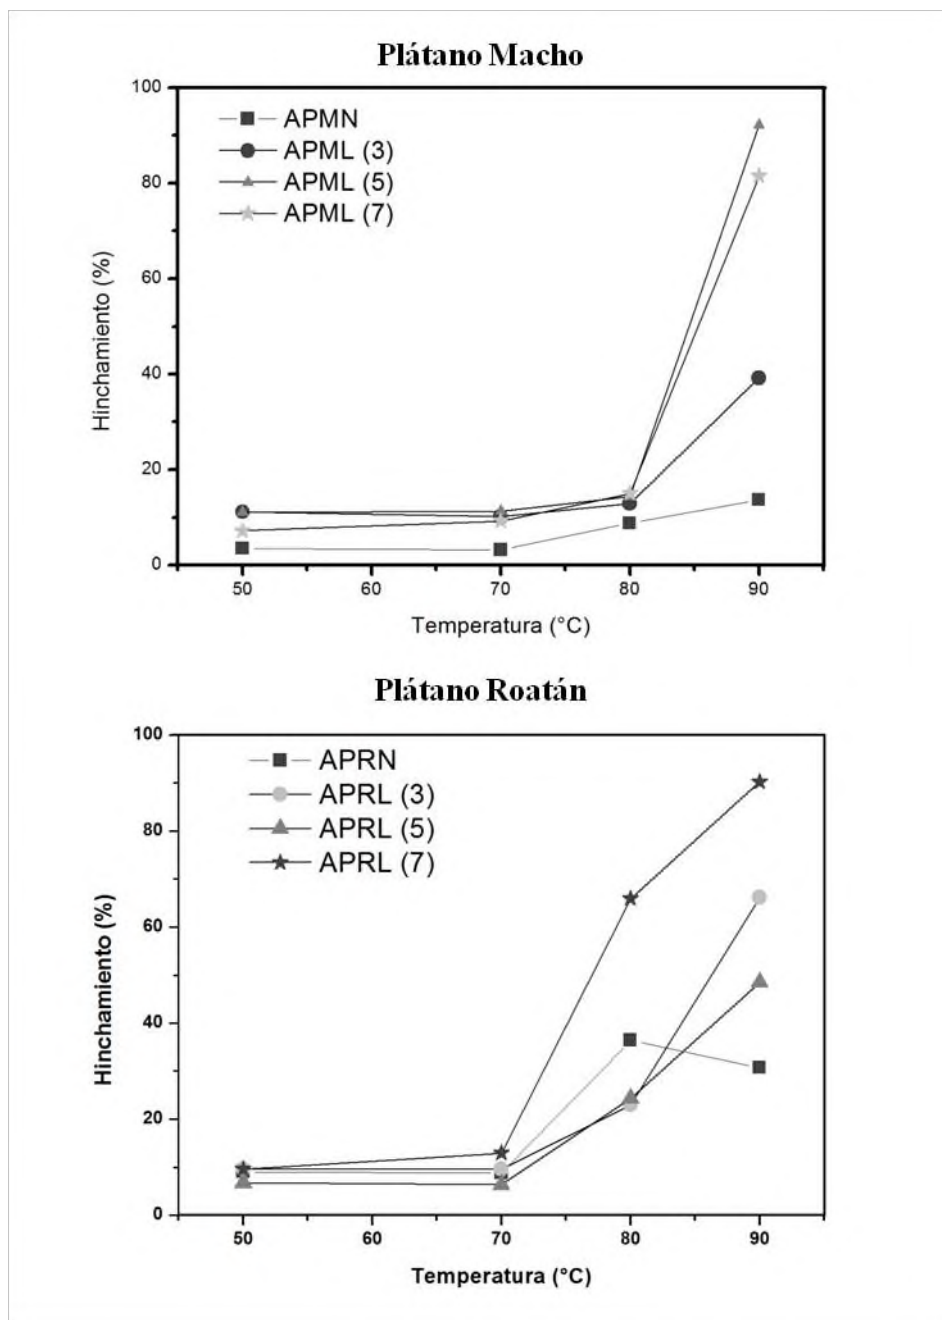 Plátano Macho
100
80
60
40
20
0
Hinchamiento (%)
APMN
APML (3)
APML (5)
APML (7)
50 60 70 80 90
Temperatura (°C)
Plátano Roatán
100
80
60
40
20
0
Hinchamiento (%)
APRN
APRL (3)
APRL (5)
APRL (7)
50 60 70 80 90
Temperatura (°C)